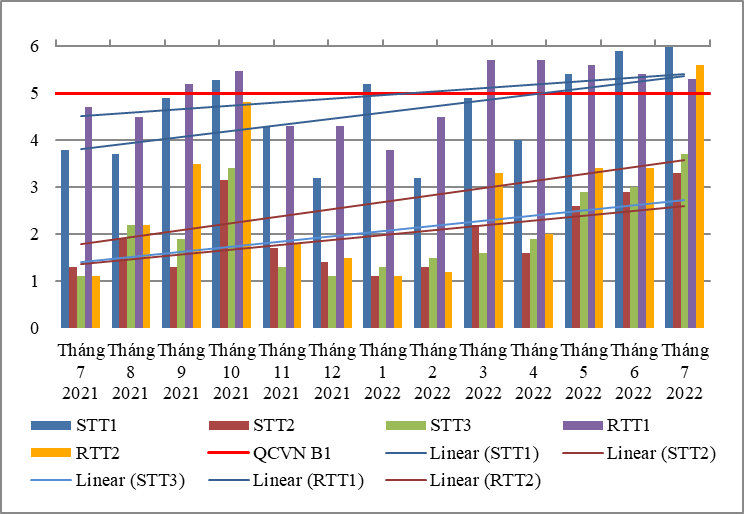 6
5
4
3
2
1
0
Tháng Tháng Tháng Tháng Tháng Tháng Tháng Tháng Tháng Tháng Tháng Tháng Tháng
7 8 9 10 11 12 1 2 3 4 5 6 7
2021 2021 2021 2021 2021 2021 2022 2022 2022 2022 2022 2022 2022
STT1 STT2 STT3 RTT1
RTT2 QCVN B1 Linear (STT1) Linear (STT2)
Linear (STT3) Linear (RTT1) Linear (RTT2)